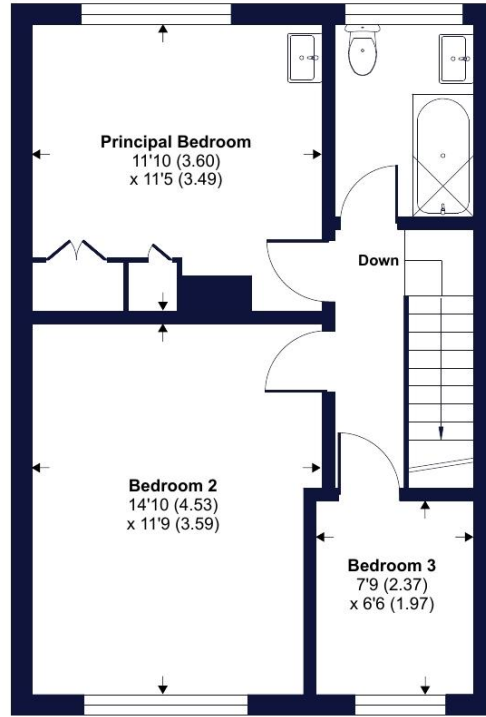 Principal Bedroom
11'10 (3.60)
x 11'5 (3.49)
Down
Bedroom 2
14'10 (4.53)
x 11'9 (3.59)
Bedroom 3
7'9 (2.37)
x 6'6 (1.97)